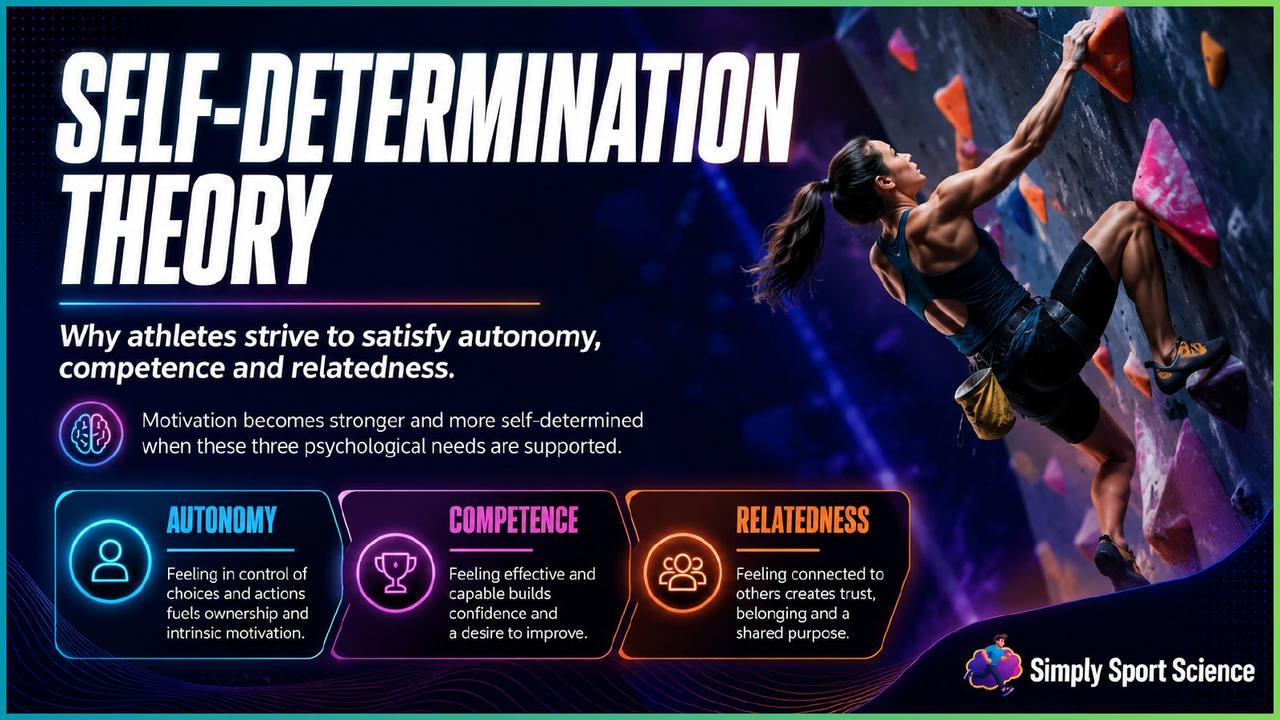 SELF-DETERMINATION
THEORY
Why athletes strive to satisfy autonomy,
competence and relatedness.
Motivation becomes stronger and more self-determined
when these three psychological needs are supported.
AUTONOMY
Feeling in control of
choices and actions
fuels ownership and
intrinsic motivation.
COMPETENCE
Feeling effective and
capable builds
confidence and
a desire to improve.
RELATEDNESS
Feeling connected to
others creates trust,
belonging and a
shared purpose.
Simply Sport Science